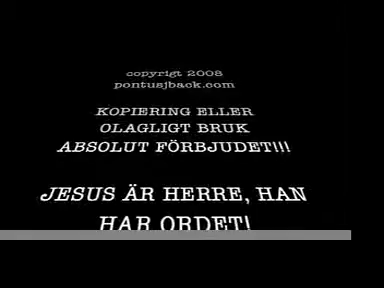 copyrigt 2008
pontusjback.com
KOPIERING ELLER
OLAGLIGT BRUK
ABSOLUT FÖRBJUDET!!!
JESUS ÄR HERRE, HAN
HAR ORDET!